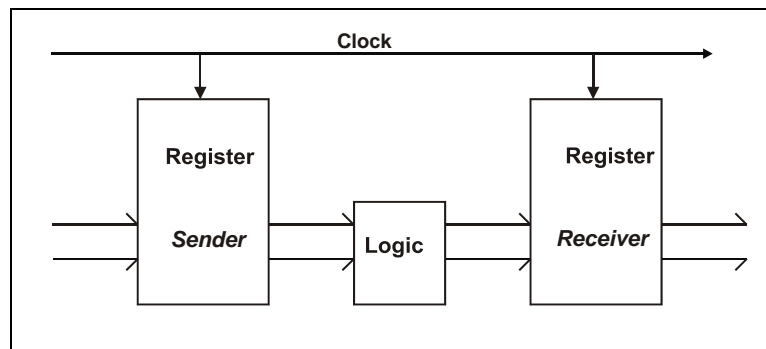 Clock
Register
Register
Sender
Logic
Receiver